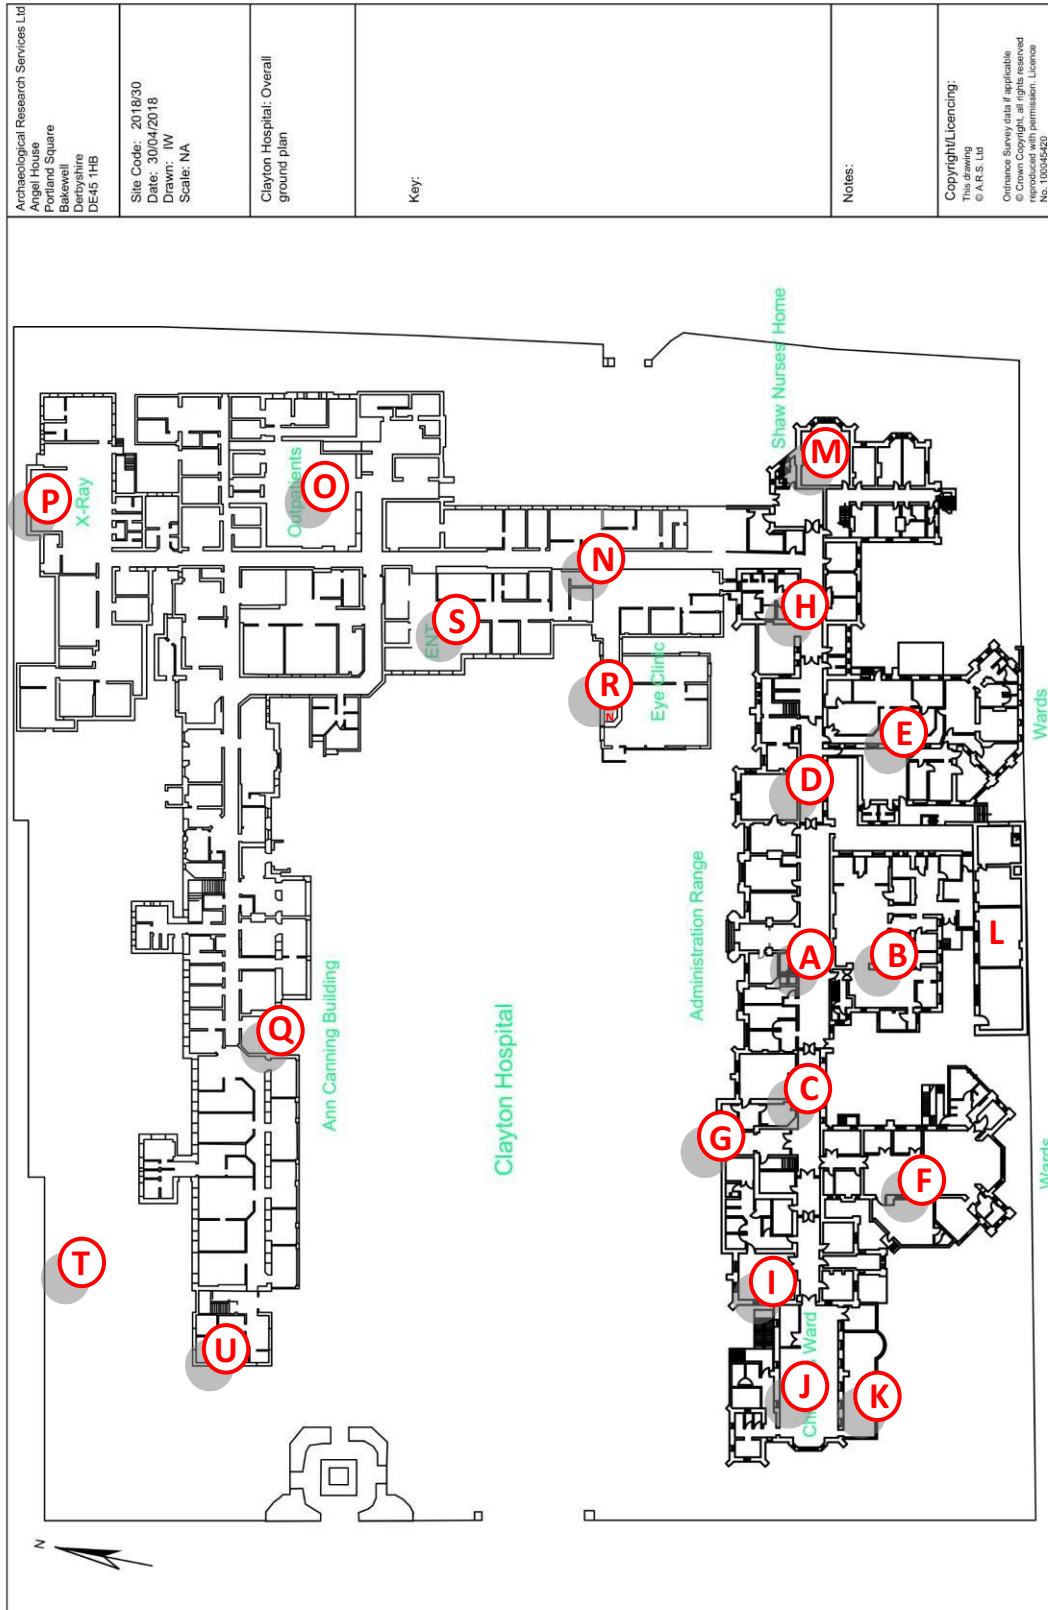 Archaeological Research Services Ltd
Angel House
Portland Square
Bakewell
Derbyshire
DE45 1HB
Site Code: 2018/30
Date: 30/04/2018
Drawn: IW
Scale: NA
Clayton Hospital: Overall
ground plan
Key:
Notes:
Copyright/Licencing:
This drawing
© A.R.S. Ltd
Ordnance Survey data if applicable
© Crown Copyright, all rights reserved
reproduced with permission. Licence
No. 100045420
P
X-Ray
Outpatients
O
Shaw Nurses' Home
M
N
H
S
ENT
R
N
Eye Clinic
E
Wards
D
Administration Range
A
B
L
Q
Ann Canning Building
Clayton Hospital
C
G
F
Wards
T
I
U
J
Ward
K
N